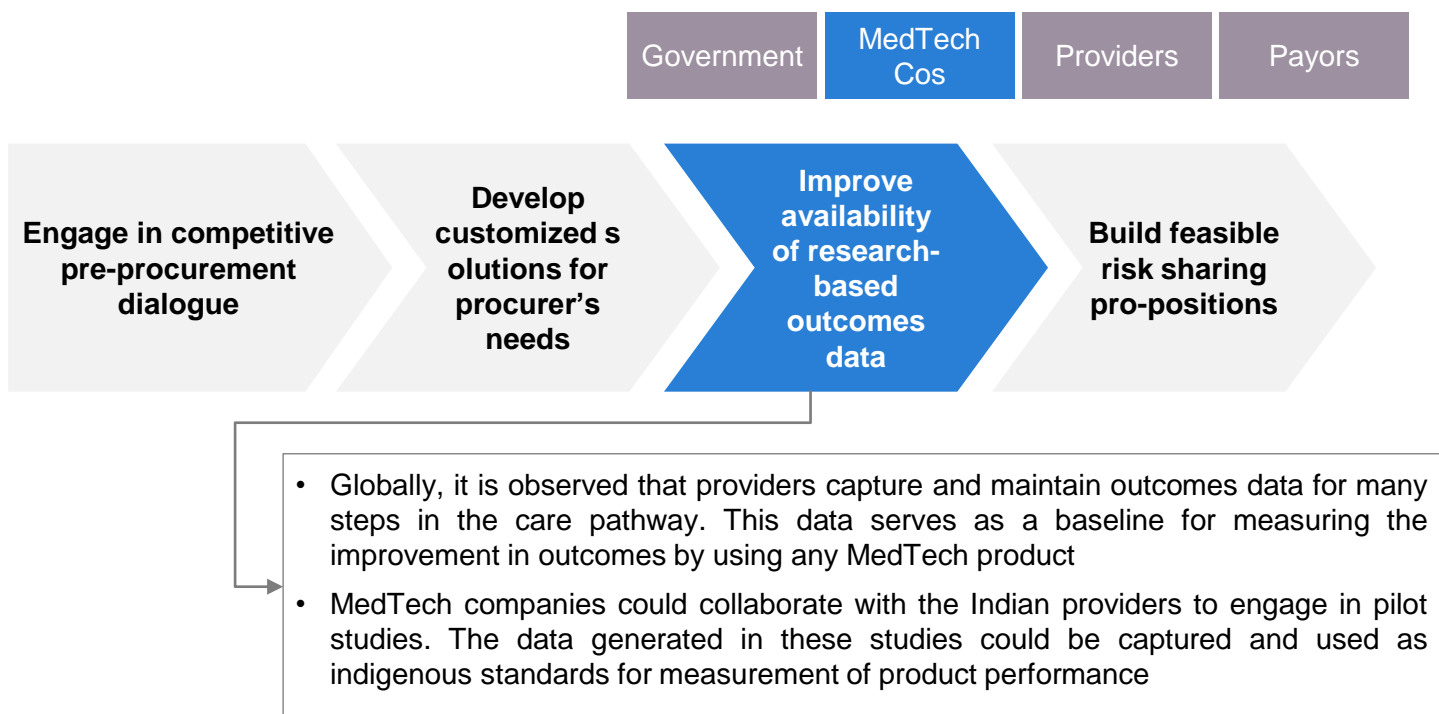 Government
MedTech
Cos
Providers
Payors
Engage in competitive
pre-procurement
dialogue
Develop
customized s
olutions for
procurer’s
needs
Improve
availability
of research-
based
outcomes
data
Build feasible
risk sharing
pro-positions
• Globally, it is observed that providers capture and maintain outcomes data for many
steps in the care pathway. This data serves as a baseline for measuring the
improvement in outcomes by using any MedTech product
• MedTech companies could collaborate with the Indian providers to engage in pilot
studies. The data generated in these studies could be captured and used as
indigenous standards for measurement of product performance